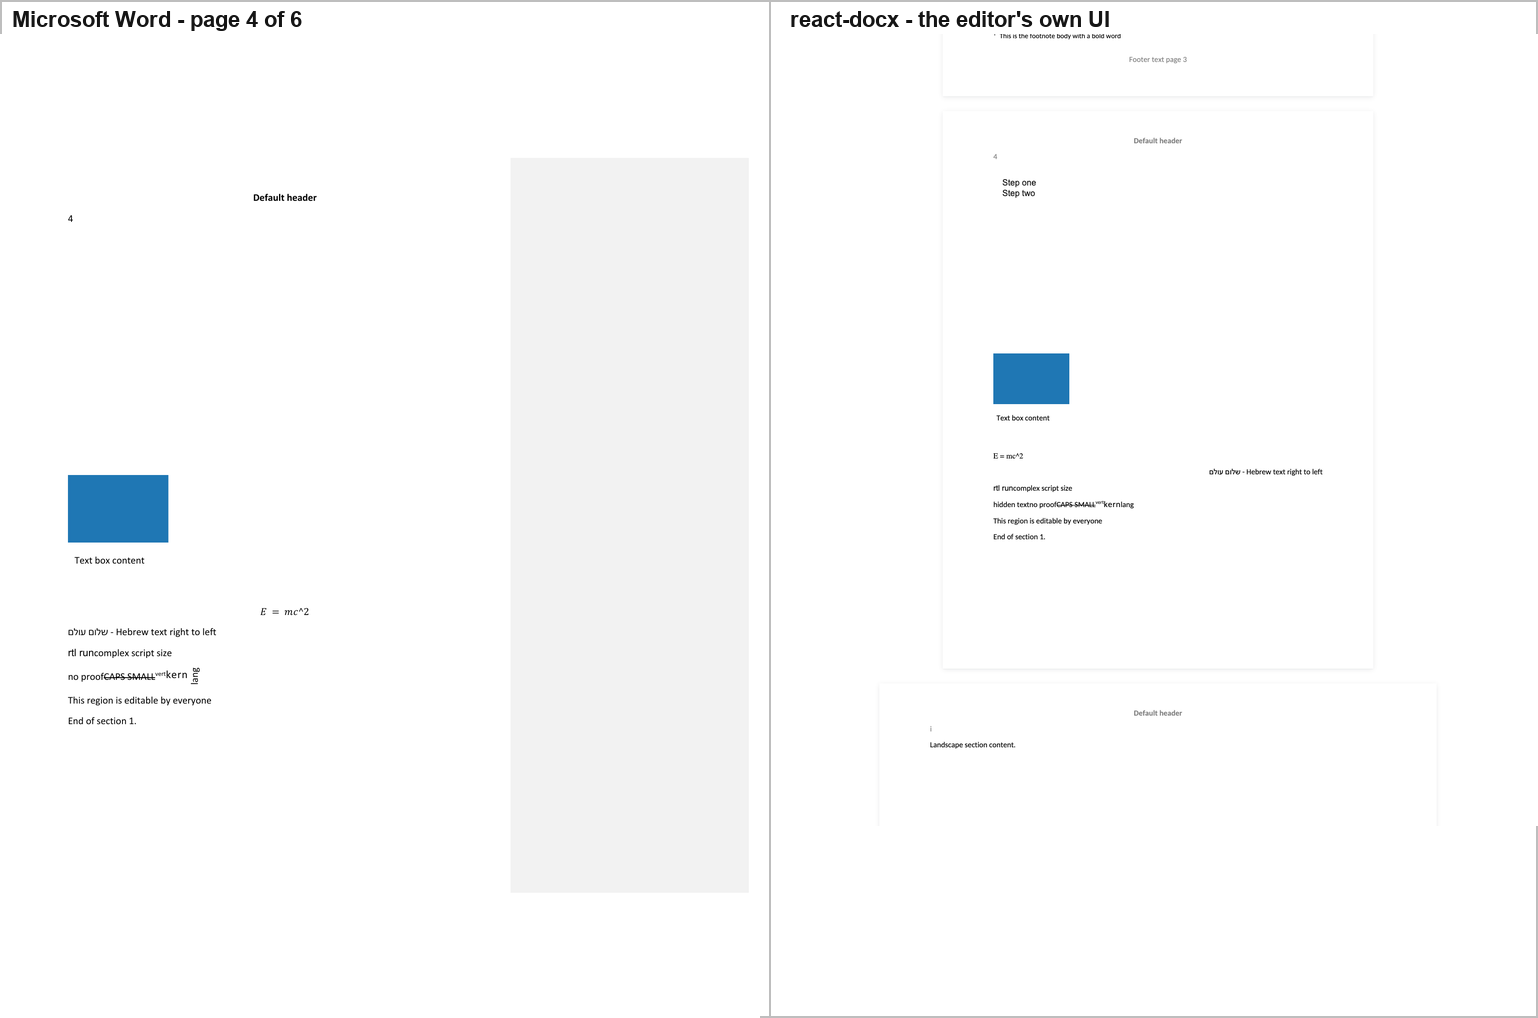 Microsoft Word - page 4 of 6
Default header
4
Text box content
E = mc^2
שלום עולם - Hebrew text right to left
rtl runcomplex script size
no proofCAPS SMALLvertkern lang
This region is editable by everyone
End of section 1.
react-docx - the editor's own UI
This is the footnote body with a bold word
Footer text page 3
Default header
4
Step one
Step two
Text box content
E = mc^2
שלום עולם - Hebrew text right to left
rtl runcomplex script size
hidden textno proofCAPS SMALLvertkernlang
This region is editable by everyone
End of section 1.
Default header
i
Landscape section content.